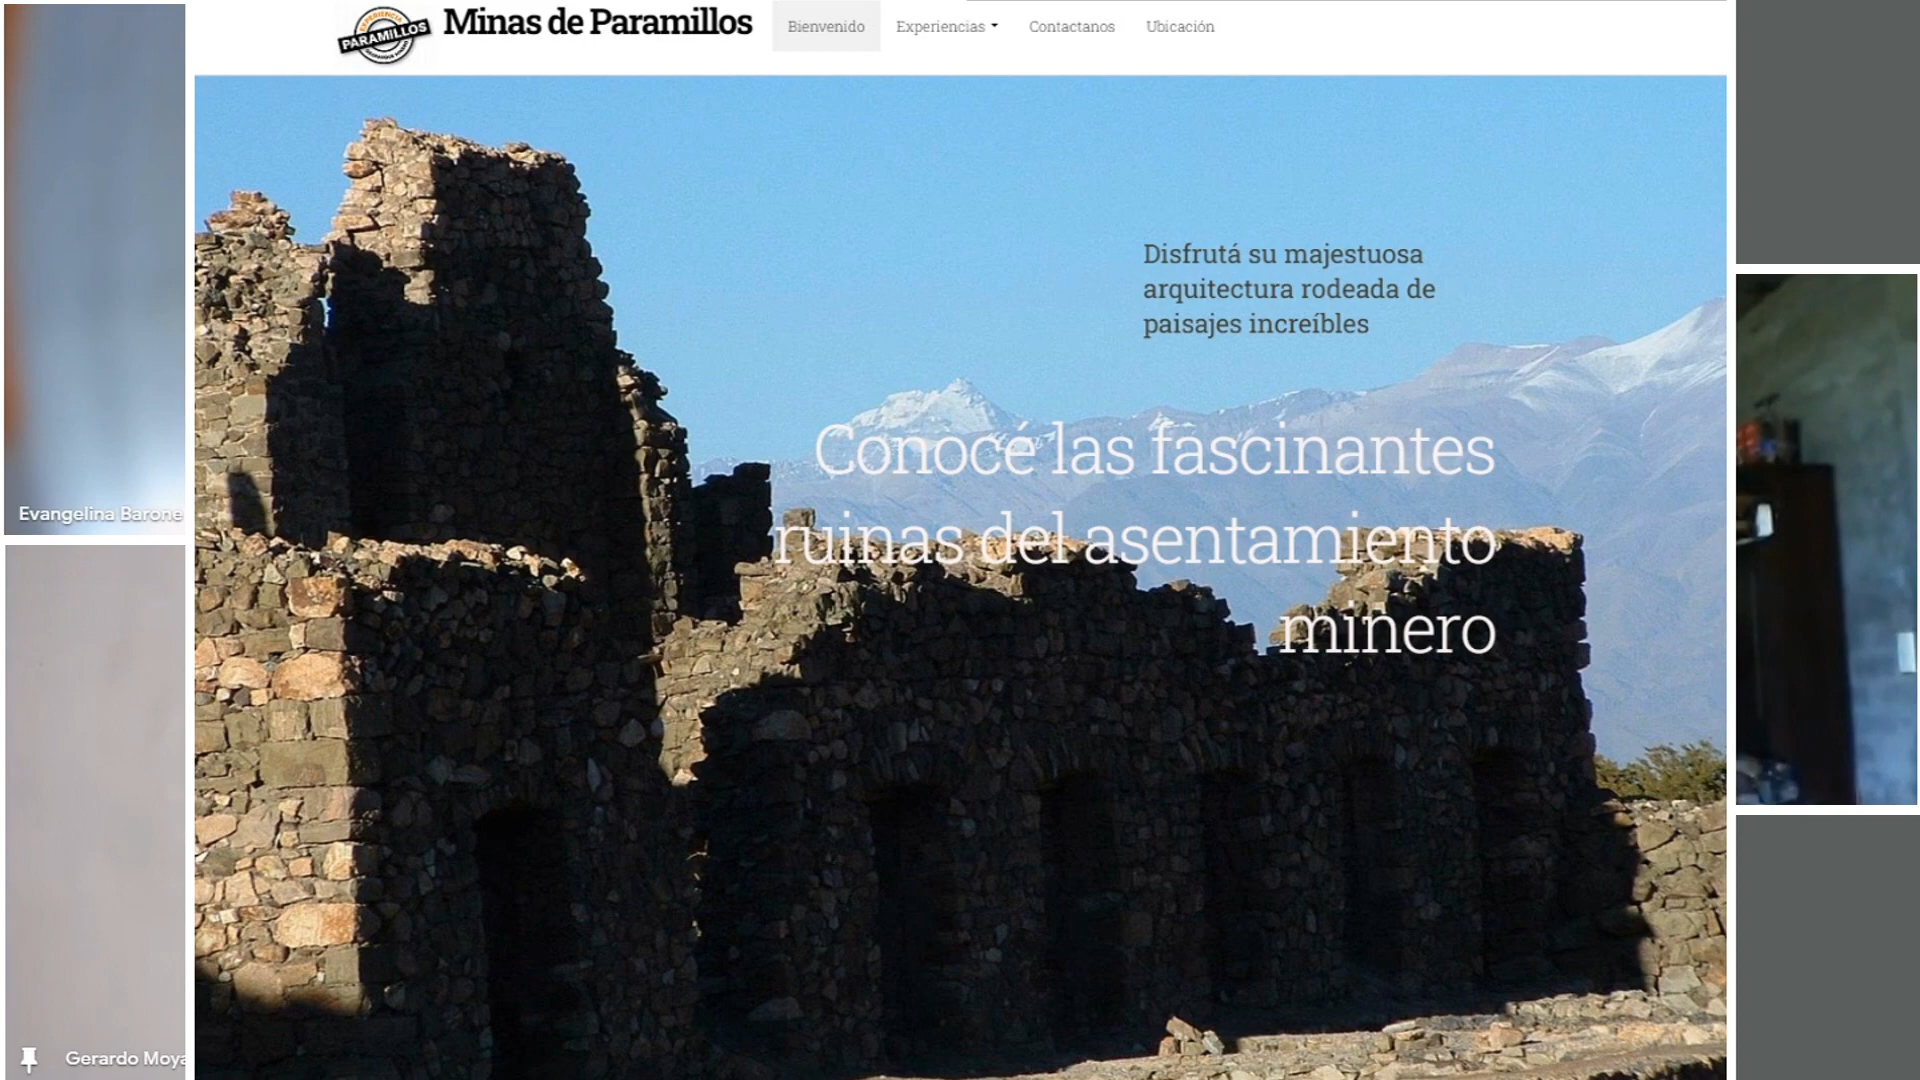 EXPERIENCIA
PARAMILLOS
Minas de Paramillos
Bienvenido
Experiencias
Contactanos
Ubicación
Disfrutá su majestuosa
arquitectura rodeada de
paisajes increíbles
Conocé las fascinantes
ruinas del asentamiento
minero
Evangelina Barone
Gerardo Moya